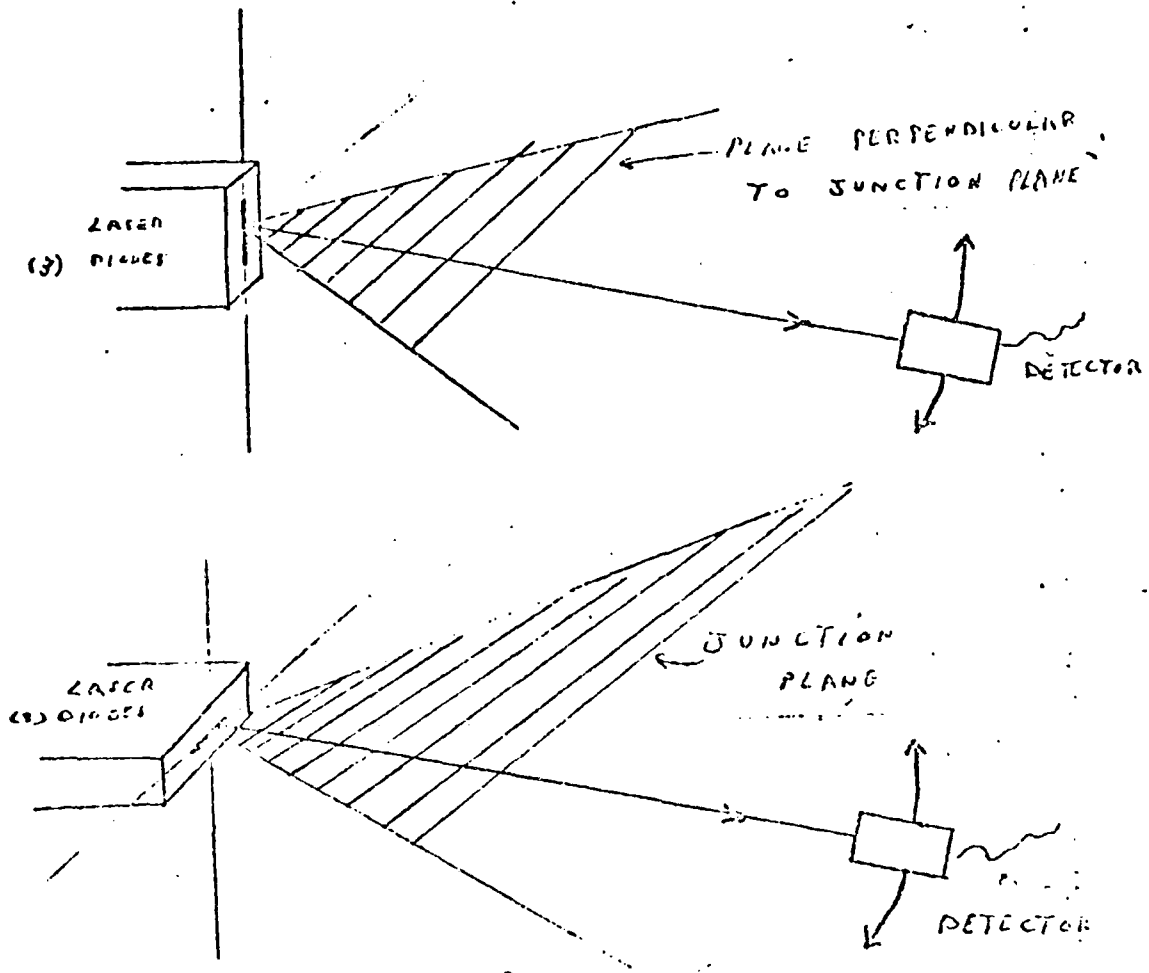 PLANE PERPENDICULAR
TO JUNCTION PLANE
LASER
DIODES
DETECTOR
JUNCTION
PLANE
LASER
DIODES
DETECTOR